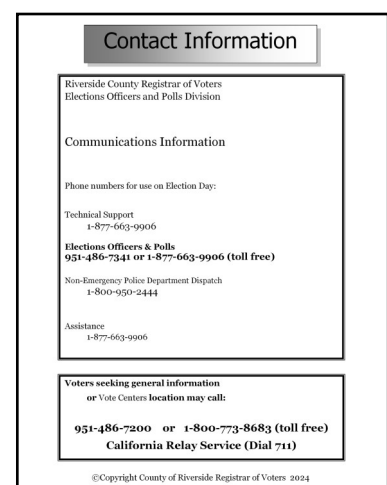 Contact Information
Riverside County Registrar of Voters
Elections Officers and Polls Division
Communications Information
Phone numbers for use on Election Day:
Technical Support
1-877-663-9906
Elections Officers & Polls
951-486-7341 or 1-877-663-9906 (toll free)
Non-Emergency Police Department Dispatch
1-800-950-2444
Assistance
1-877-663-9906
Voters seeking general information
or Vote Centers location may call:
951-486-7200 or 1-800-773-8683 (toll free)
California Relay Service (Dial 711)
©Copyright County of Riverside Registrar of Voters 2024